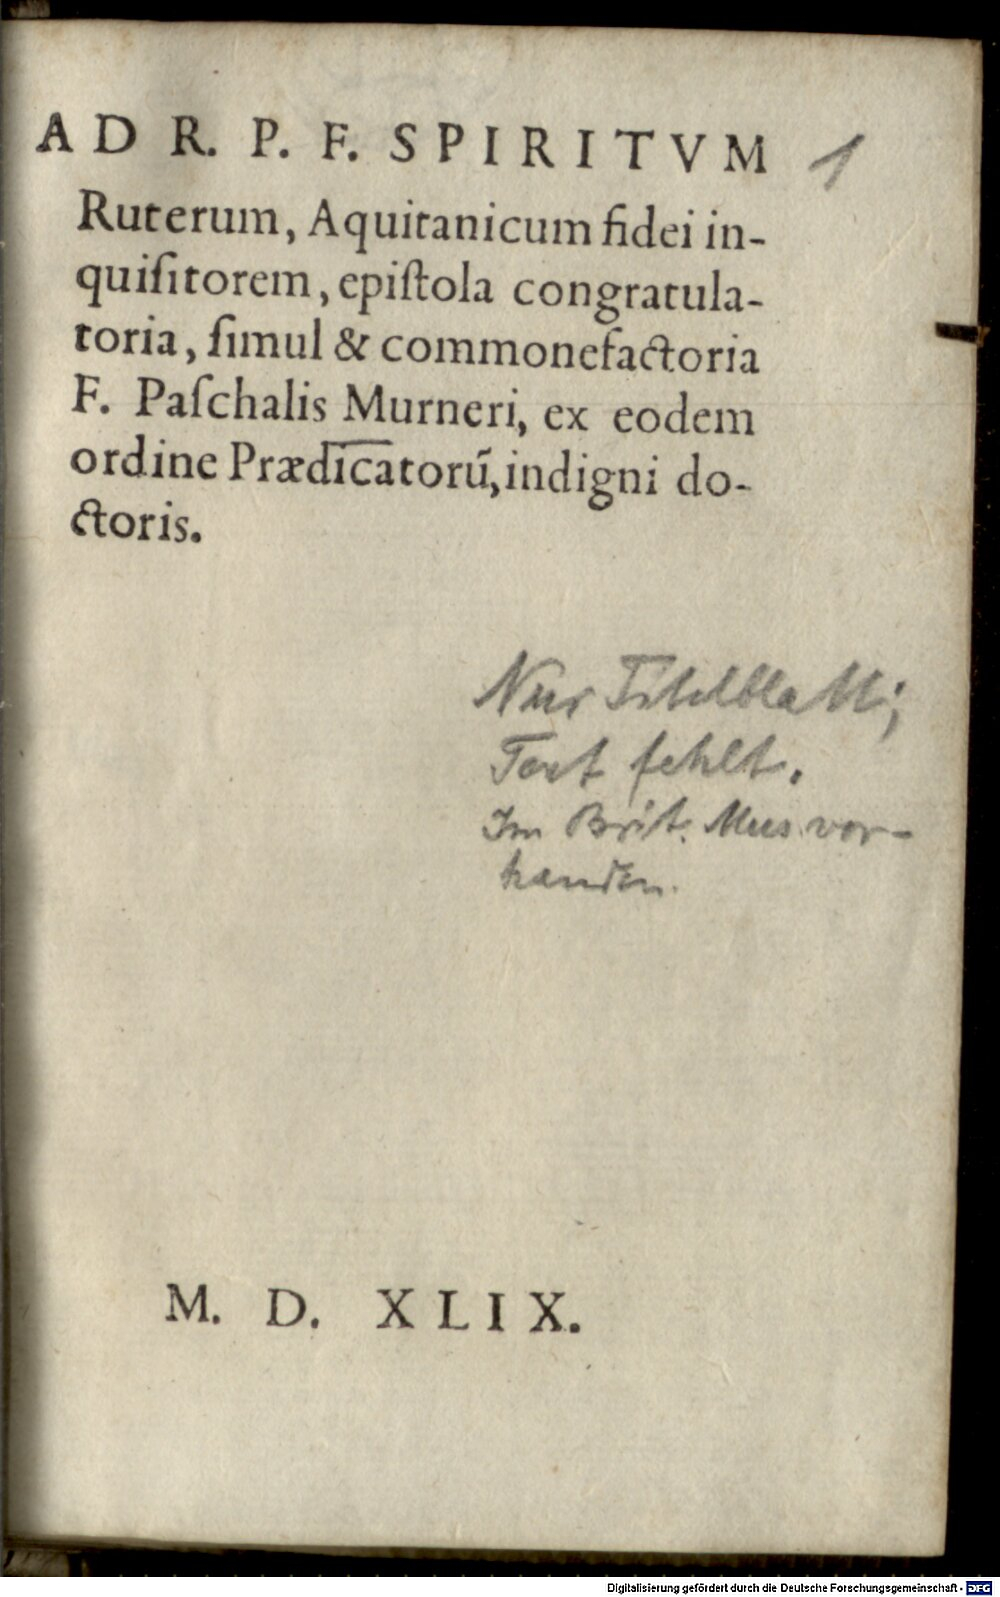 AD R. P. F. SPIRITVM 1
Ruterum, Aquitanicum fidei in-
quiſitorem, epiſtola congratula-
toria, ſimul & commonefactoria
F. Paſchalis Murneri, ex eodem
ordine Prædicatorũ, indigni do-
ctoris.
Nur Titelblatt;
Text fehlt.
Im Brit. Mus. vor-
handen.
M. D. XLIX.
Digitalisierung gefördert durch die Deutsche Forschungsgemeinschaft - DFG